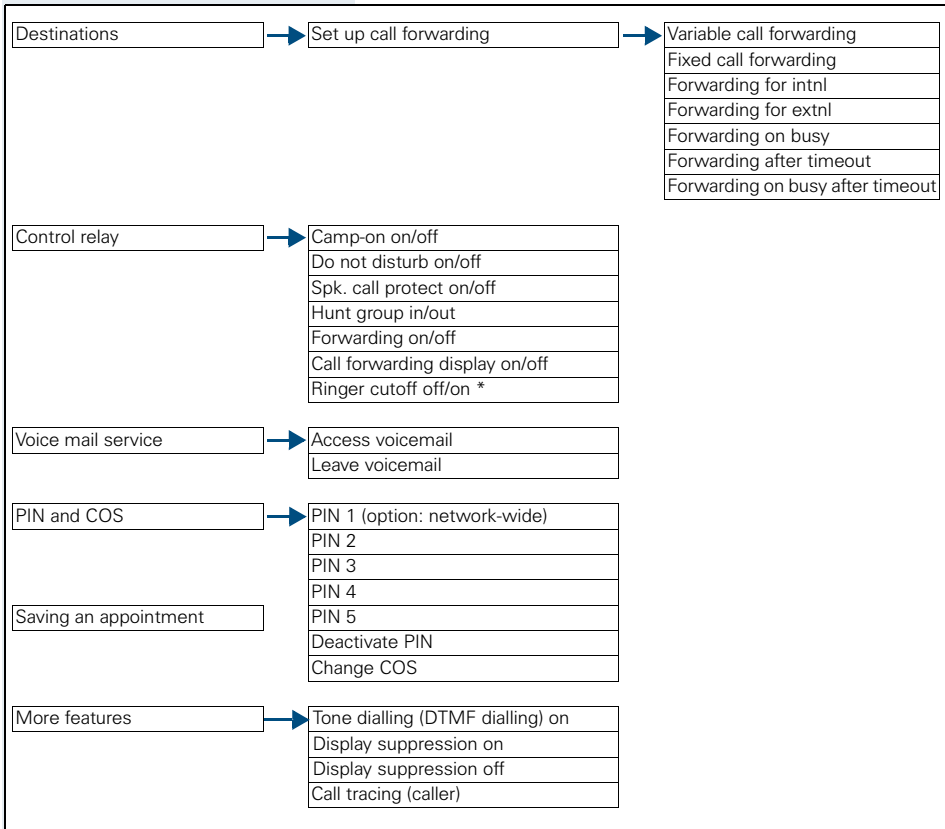 Destinations
Set up call forwarding
Variable call forwarding
Fixed call forwarding
Forwarding for intnl
Forwarding for extnl
Forwarding on busy
Forwarding after timeout
Forwarding on busy after timeout
Control relay
Camp-on on/off
Do not disturb on/off
Spk. call protect on/off
Hunt group in/out
Forwarding on/off
Call forwarding display on/off
Ringer cutoff off/on *
Voice mail service
Access voicemail
Leave voicemail
PIN and COS
PIN 1 (option: network-wide)
PIN 2
PIN 3
PIN 4
PIN 5
Deactivate PIN
Change COS
Saving an appointment
More features
Tone dialling (DTMF dialling) on
Display suppression on
Display suppression off
Call tracing (caller)